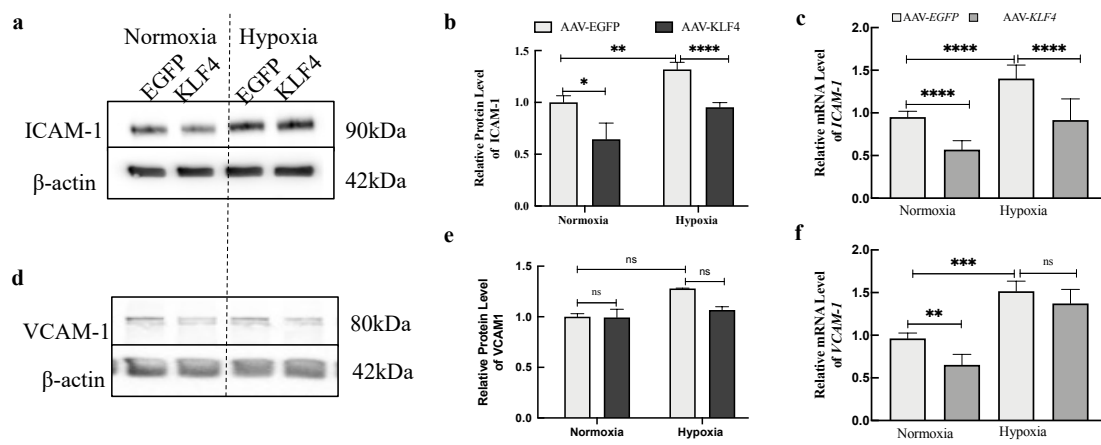 a
Normoxia Hypoxia
EGFP KLF4 EGFP KLF4
ICAM-1 90kDa
β-actin 42kDa
b
AAV-EGFP AAV-KLF4
Relative Protein Level
of ICAM-1
1.5
1.0
0.5
0.0
** ****
*
Normoxia Hypoxia
c
AAV-EGFP AAV-KLF4
Relative mRNA Level
of ICAM-1
2.0
1.5
1.0
0.5
0.0
**** ****
****
Normoxia Hypoxia
d
VCAM-1 80kDa
β-actin 42kDa
e
Relative Protein Level
of VCAM1
1.5
1.0
0.5
0.0
ns
ns ns
Normoxia Hypoxia
f
Relative mRNA Level
of VCAM-1
2.0
1.5
1.0
0.5
0.0
*** ns
**
Normoxia Hypoxia